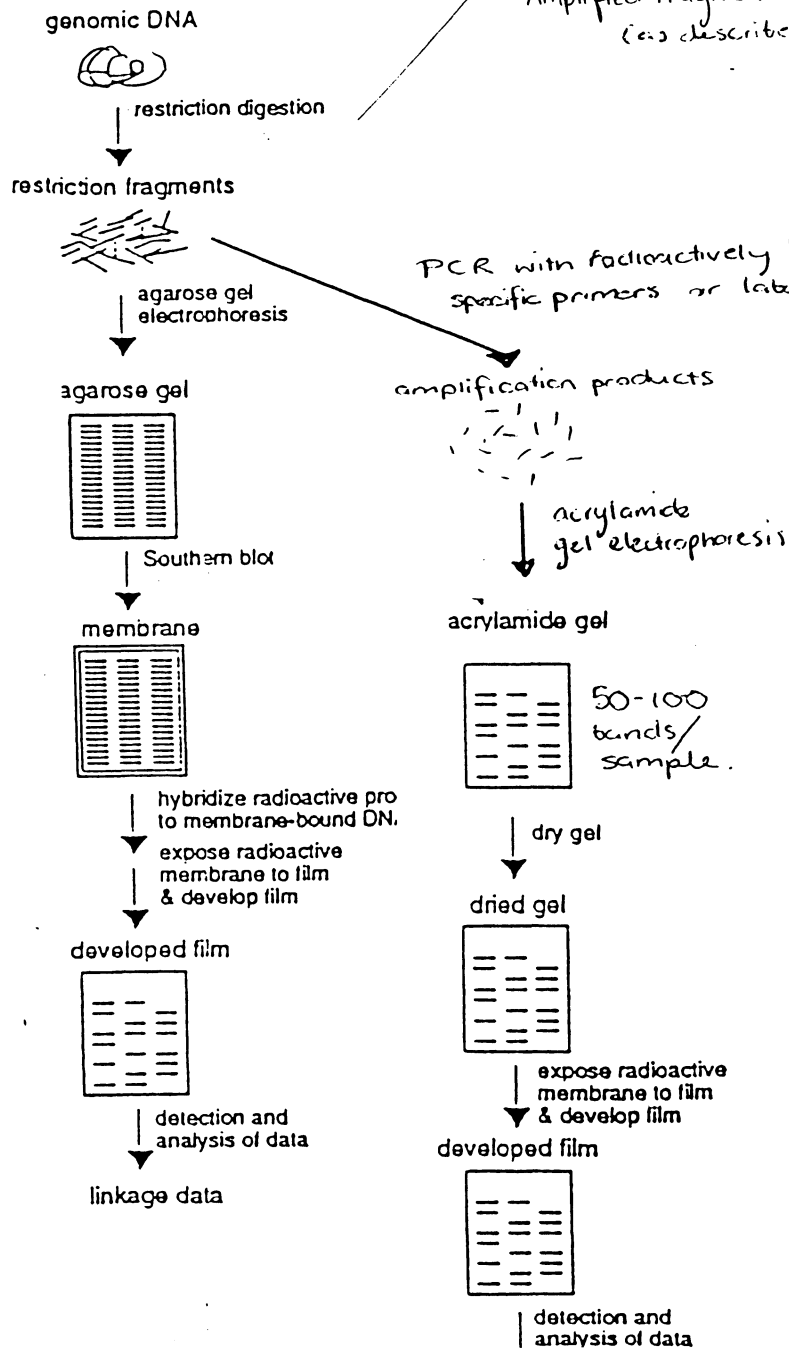 genomic DNA
restriction digestion
restriction fragments
agarose gel
electrophoresis
agarose gel
Southern blot
membrane
hybridize radioactive pro
to membrane-bound DN
expose radioactive
membrane to film
& develop film
developed film
detection and
analysis of data
linkage data
Amplified fragme
(as describe
PCR with radioactively
specific primers or lab
amplification products
acrylamide
gel electrophoresis
acrylamide gel
50-100
bands/
sample.
dry gel
dried gel
expose radioactive
membrane to film
& develop film
developed film
detection and
analysis of data